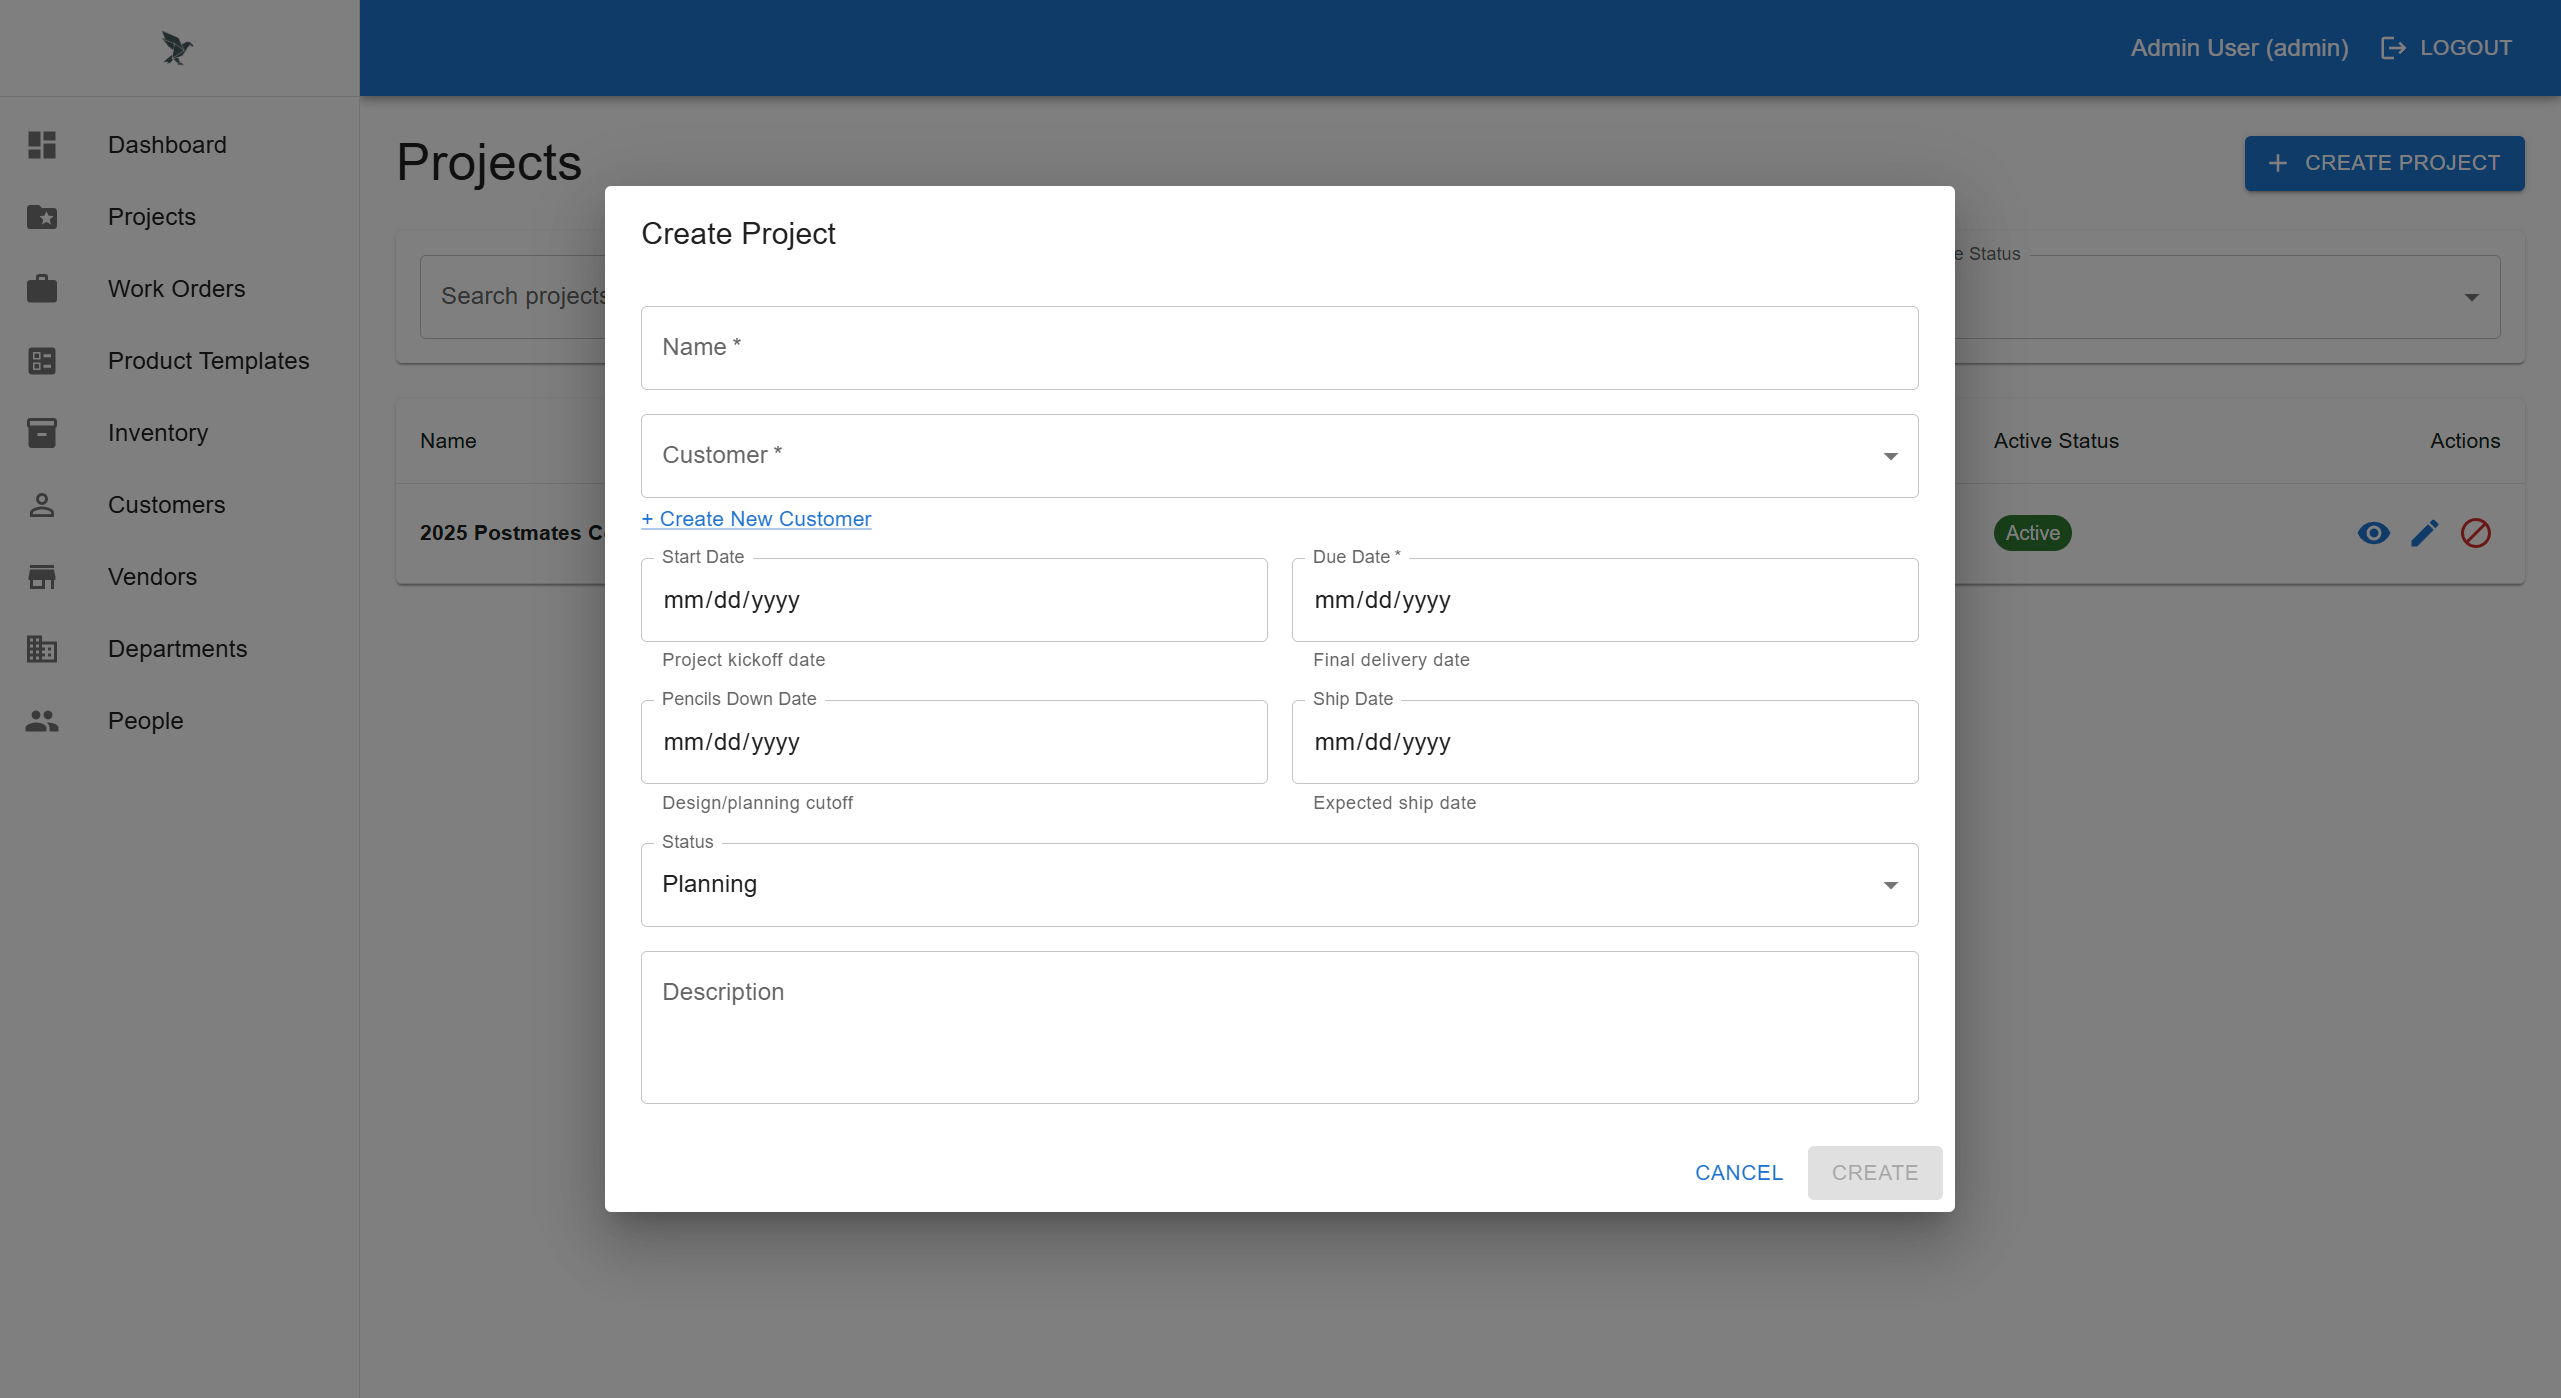 Admin User (admin)
LOGOUT
Dashboard
Projects
Work Orders
Product Templates
Inventory
Customers
Vendors
Departments
People
Projects
CREATE PROJECT
Search projects
Status
Name
Active Status
Actions
2025 Postmates
Active
Create Project
Name *
Customer *
+ Create New Customer
Start Date
Due Date *
mm/dd/yyyy
mm/dd/yyyy
Project kickoff date
Final delivery date
Pencils Down Date
Ship Date
mm/dd/yyyy
mm/dd/yyyy
Design/planning cutoff
Expected ship date
Status
Planning
Description
CANCEL
CREATE